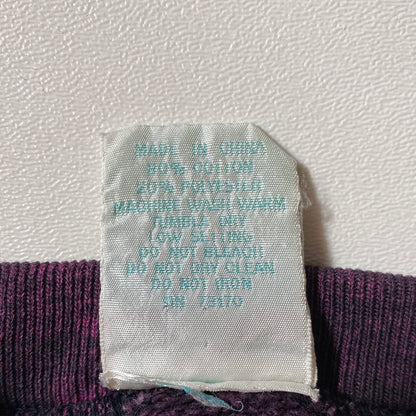 MADE IN CHINA
80% COTTON
20% POLYESTER
MACHINE WASH WARM
TUMBLE DRY
LOW SETTING
DO NOT BLEACH
DO NOT DRY CLEAN
DO NOT IRON